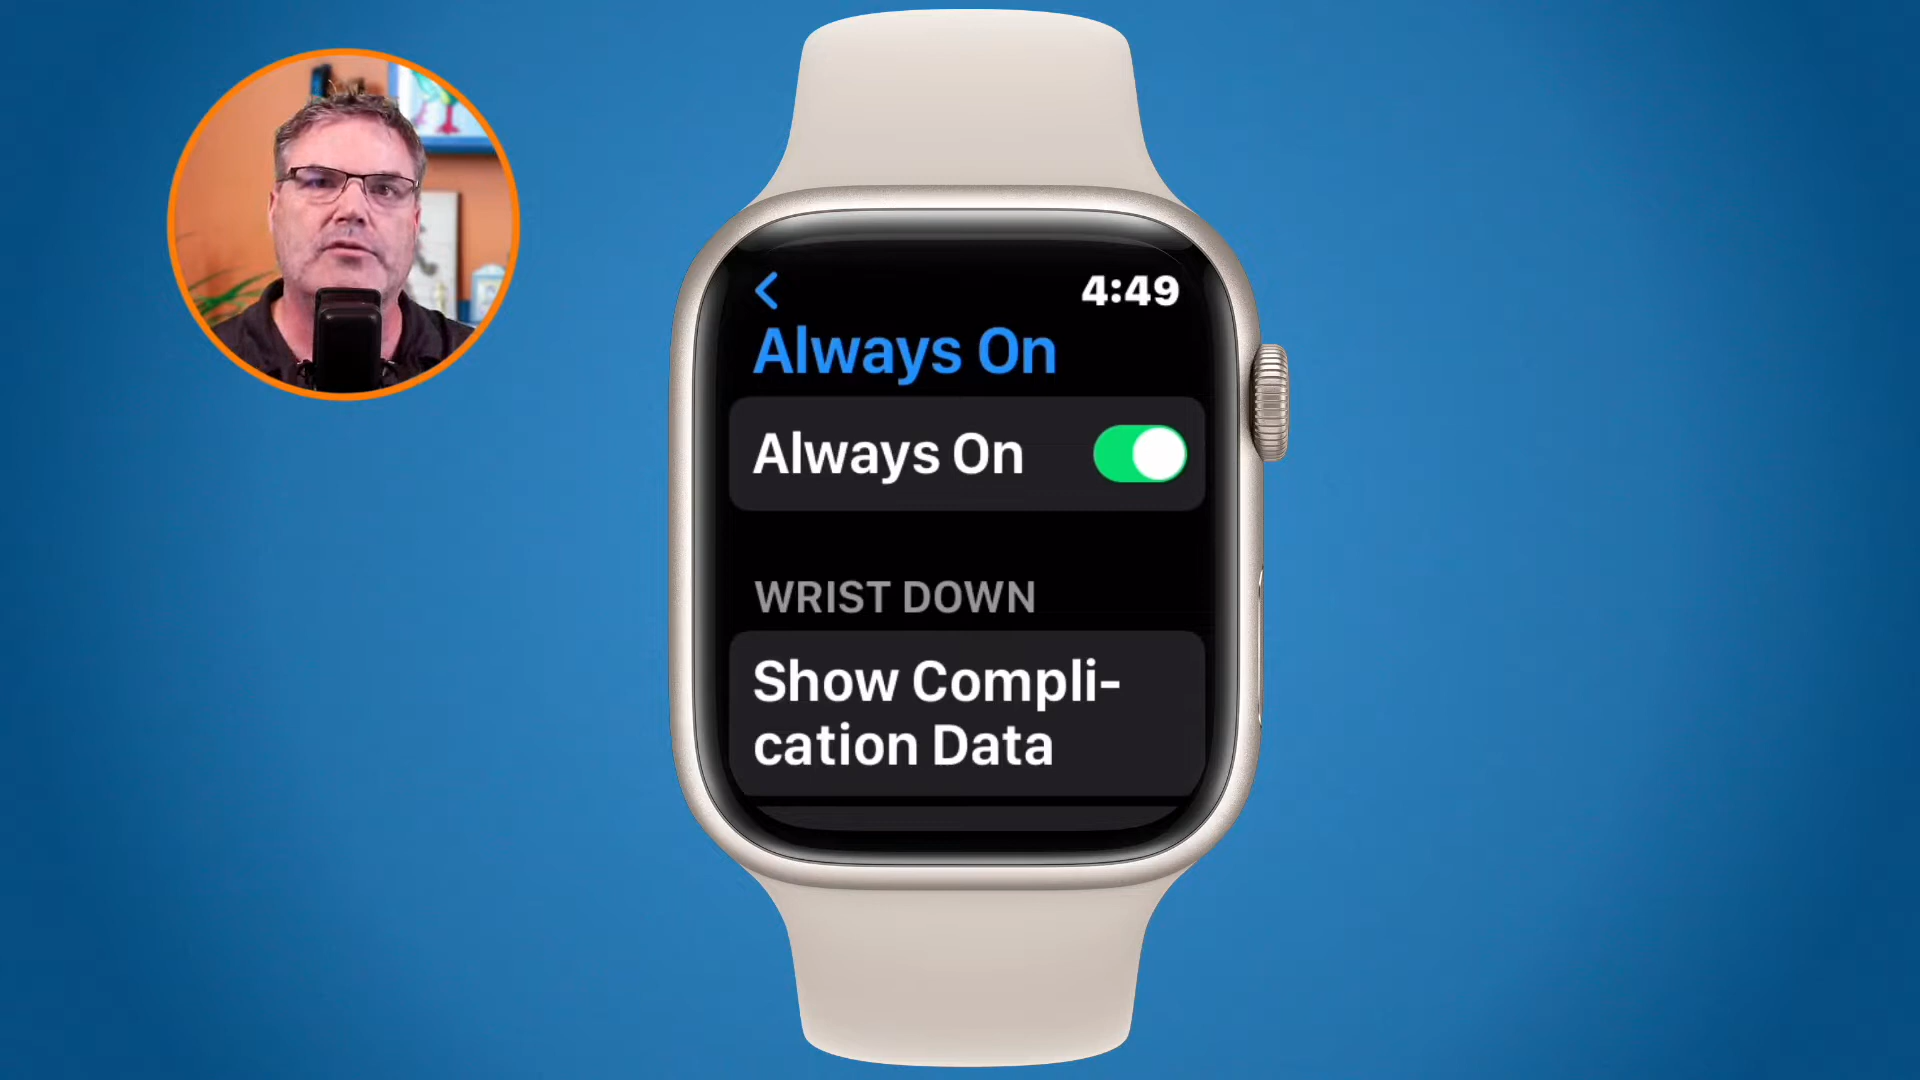 4:49
Always On
Always On
WRIST DOWN
Show Compli-
cation Data